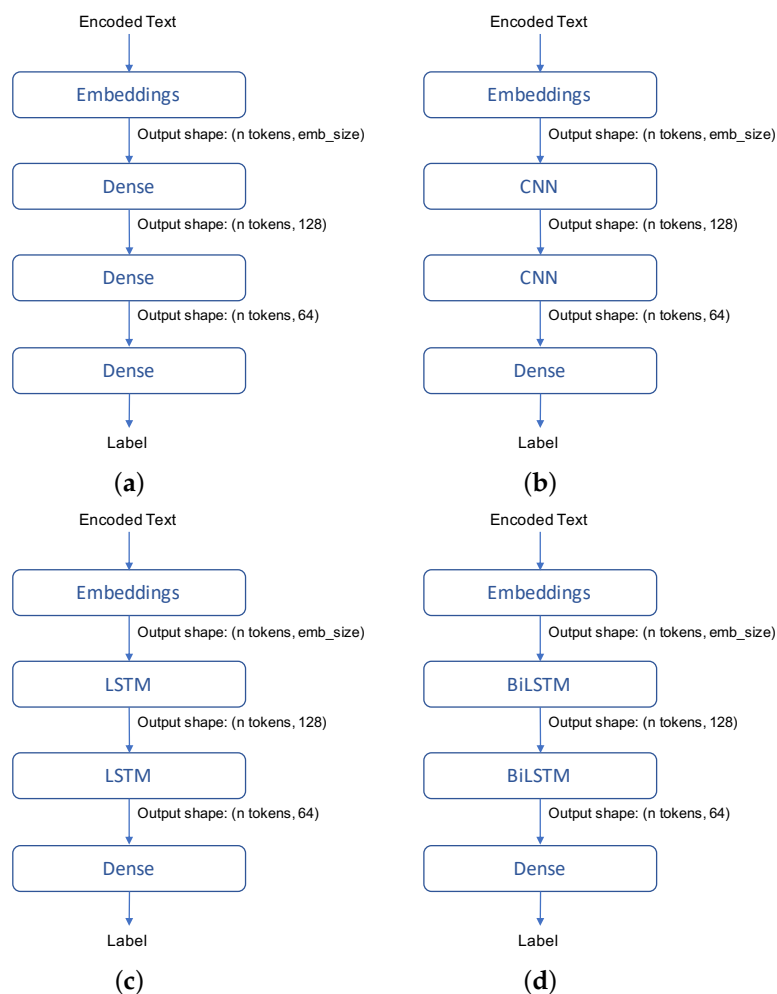 Encoded Text
Embeddings
Output shape: (n tokens, emb_size)
Dense
Output shape: (n tokens, 128)
Dense
Output shape: (n tokens, 64)
Dense
Label
(a)
Encoded Text
Embeddings
Output shape: (n tokens, emb_size)
CNN
Output shape: (n tokens, 128)
CNN
Output shape: (n tokens, 64)
Dense
Label
(b)
Encoded Text
Embeddings
Output shape: (n tokens, emb_size)
LSTM
Output shape: (n tokens, 128)
LSTM
Output shape: (n tokens, 64)
Dense
Label
(c)
Encoded Text
Embeddings
Output shape: (n tokens, emb_size)
BiLSTM
Output shape: (n tokens, 128)
BiLSTM
Output shape: (n tokens, 64)
Dense
Label
(d)